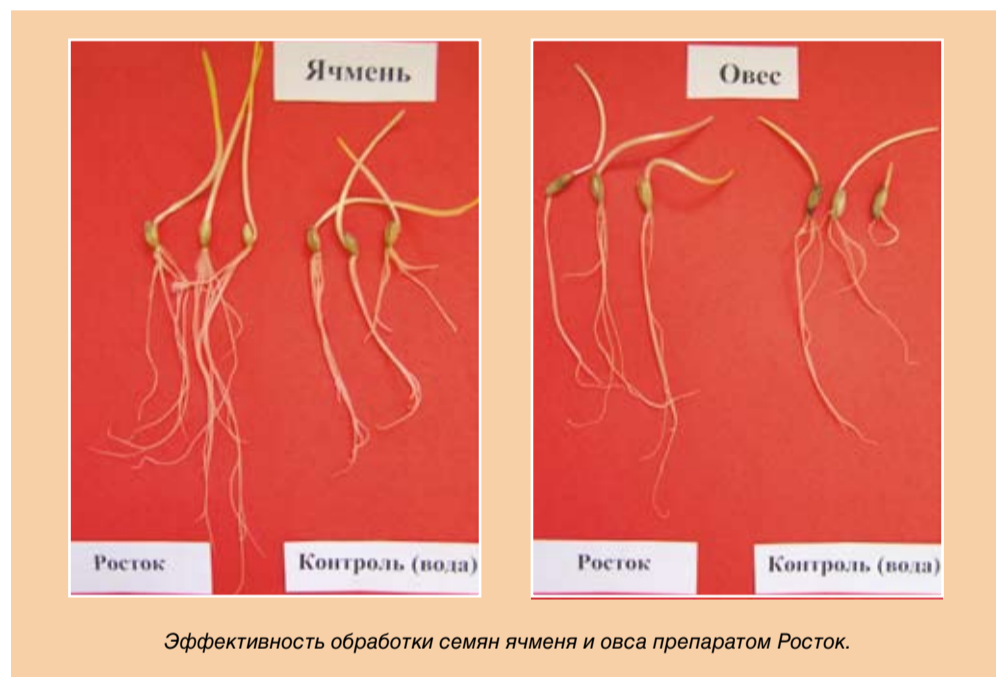 Ячмень
Росток
Контроль (вода)
Овес
Росток
Контроль (вода)
Эффективность обработки семян ячменя и овса препаратом Росток.